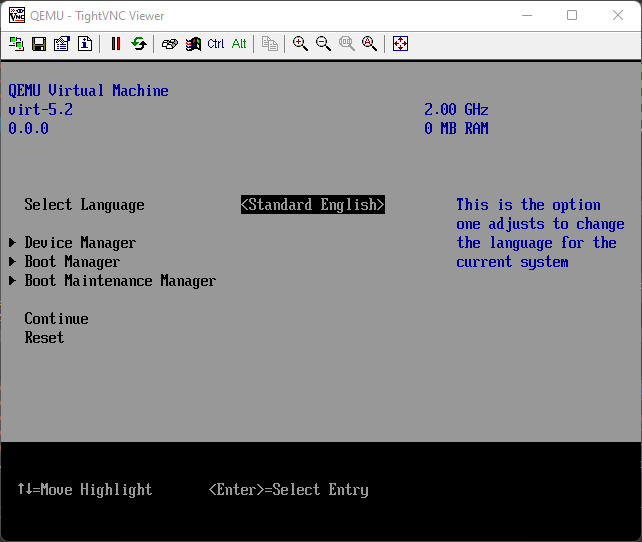 QEMU - TightVNC Viewer
Ctrl Alt
QEMU Virtual Machine
virt-5.2 2.00 GHz
0.0.0 0 MB RAM
Select Language <Standard English> This is the option
one adjusts to change
Device Manager the language for the
Boot Manager current system
Boot Maintenance Manager
Continue
Reset
↑↓=Move Highlight <Enter>=Select Entry